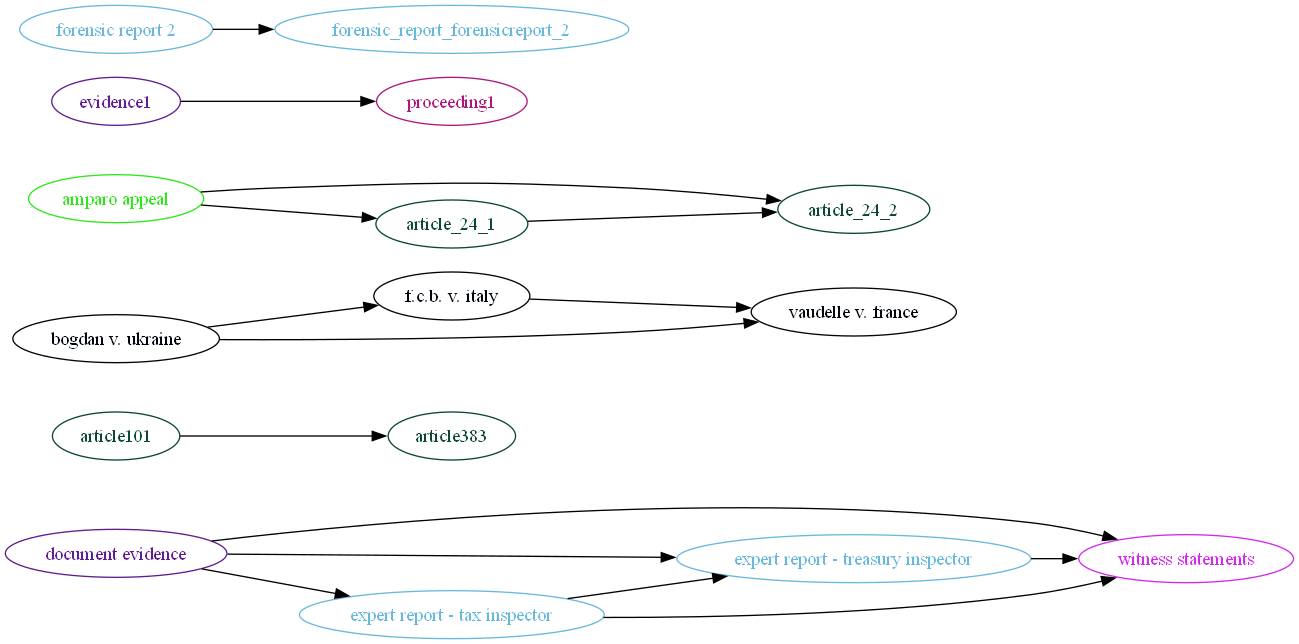 forensic report 2
forensic_report_forensicreport_2
evidence1
proceeding1
amparo appeal
article_24_1
article_24_2
f.c.b. v. italy
vaudelle v. france
bogdan v. ukraine
article101
article383
document evidence
expert report - treasury inspector
witness statements
expert report - tax inspector